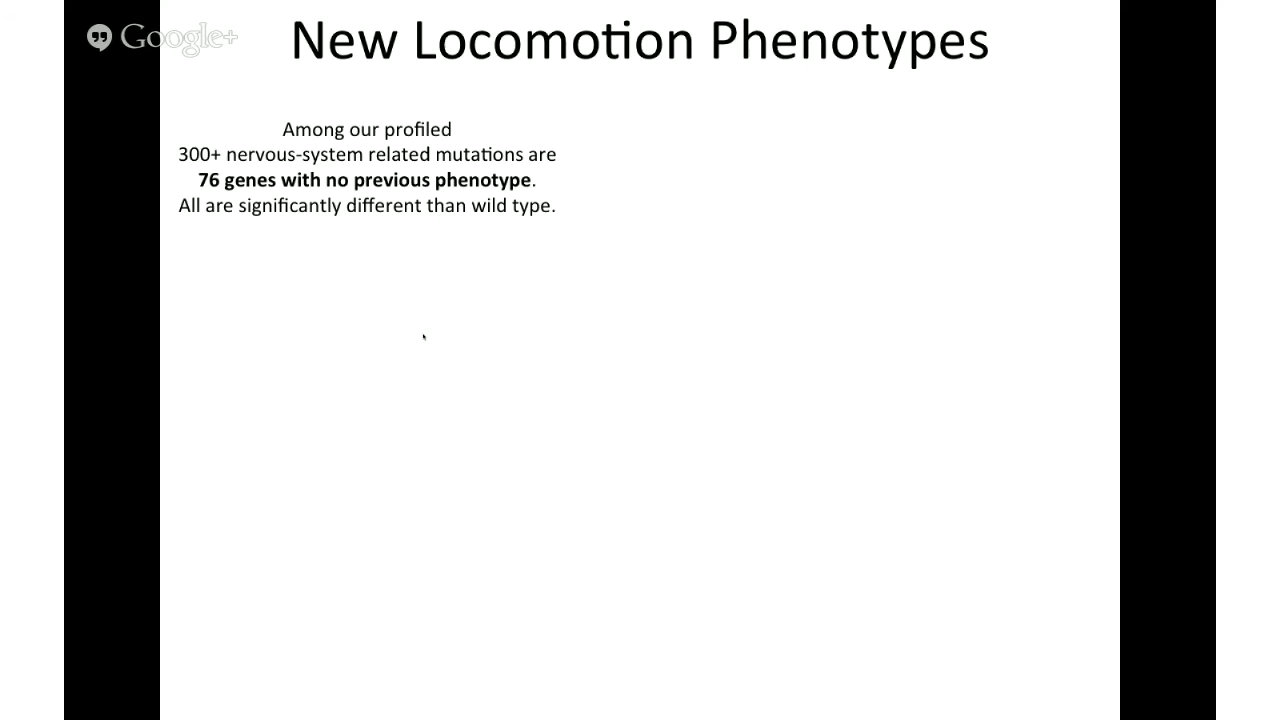 Google+
New Locomotion Phenotypes
Among our profiled
300+ nervous-system related mutations are
76 genes with no previous phenotype.
All are significantly different than wild type.